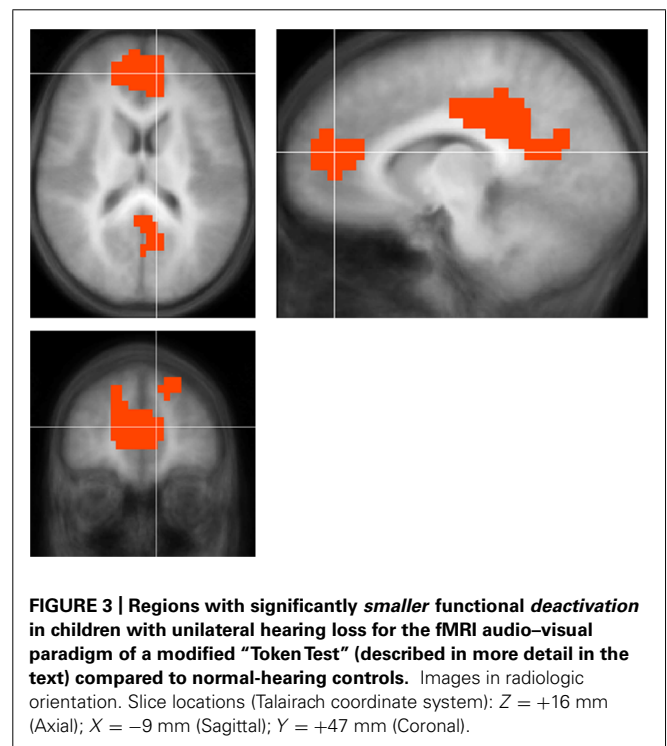 FIGURE 3 | Regions with significantly smaller functional deactivation
in children with unilateral hearing loss for the fMRI audio–visual
paradigm of a modified “Token Test” (described in more detail in the
text) compared to normal-hearing controls. Images in radiologic
orientation. Slice locations (Talairach coordinate system): Z = +16 mm
(Axial); X = −9 mm (Sagittal); Y = +47 mm (Coronal).